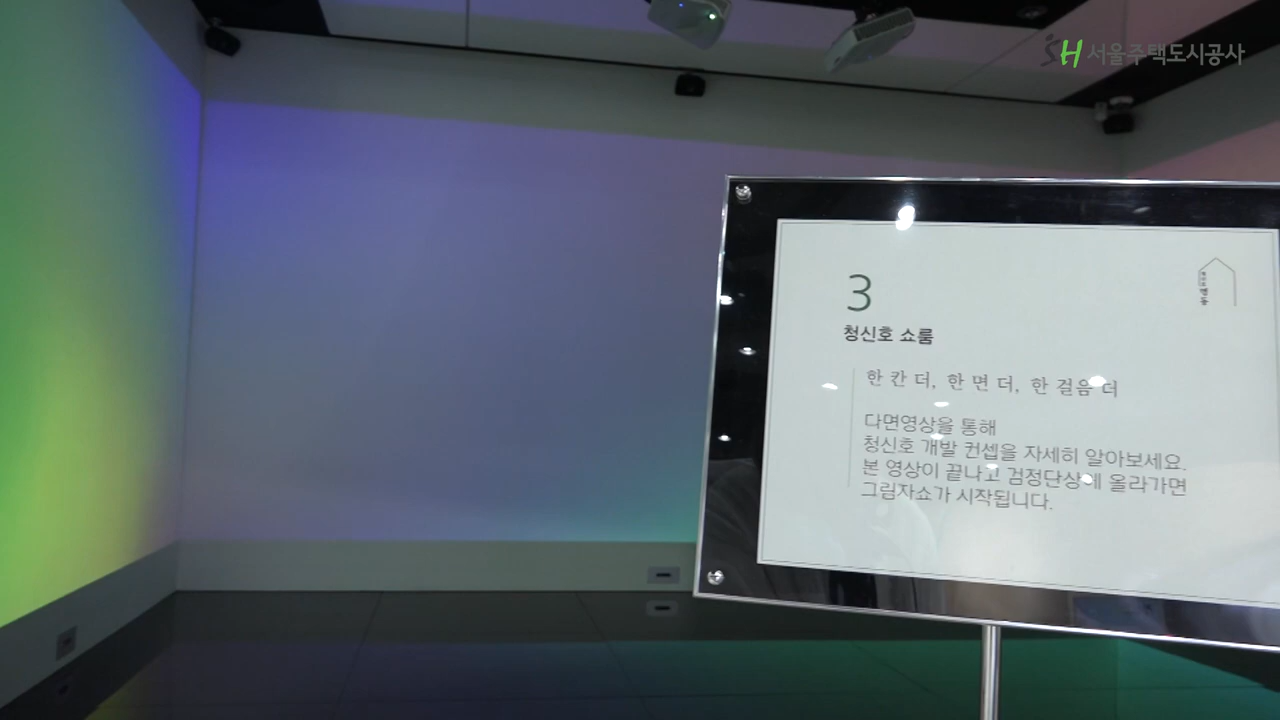 SH 서울주택도시공사
3
청신호 쇼룸
한 칸 더, 한 면 더, 한 걸음 더
다면영상을 통해
청신호 개발 컨셉을 자세히 알아보세요.
본 영상이 끝나고 검정단상에 올라가면
그림자쇼가 시작됩니다.